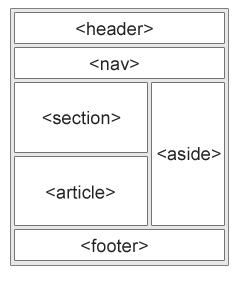 <header>
<nav>
<section>
<aside>
<article>
<footer>